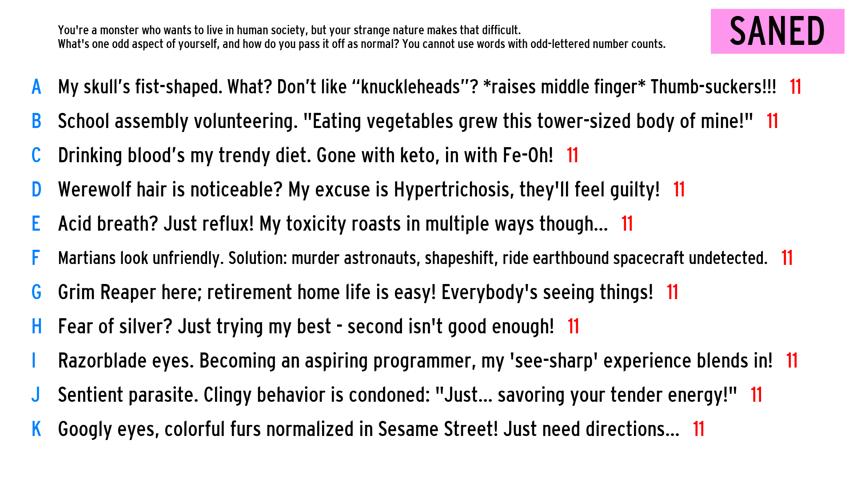 You're a monster who wants to live in human society, but your strange nature makes that difficult.
What's one odd aspect of yourself, and how do you pass it off as normal? You cannot use words with odd-lettered number counts.
SANED
A My skull’s fist-shaped. What? Don’t like “knuckleheads”? *raises middle finger* Thumb-suckers!!! 11
B School assembly volunteering. "Eating vegetables grew this tower-sized body of mine!" 11
C Drinking blood’s my trendy diet. Gone with keto, in with Fe-Oh! 11
D Werewolf hair is noticeable? My excuse is Hypertrichosis, they'll feel guilty! 11
E Acid breath? Just reflux! My toxicity roasts in multiple ways though... 11
F Martians look unfriendly. Solution: murder astronauts, shapeshift, ride earthbound spacecraft undetected. 11
G Grim Reaper here; retirement home life is easy! Everybody's seeing things! 11
H Fear of silver? Just trying my best - second isn't good enough! 11
I Razorblade eyes. Becoming an aspiring programmer, my 'see-sharp' experience blends in! 11
J Sentient parasite. Clingy behavior is condoned: "Just... savoring your tender energy!" 11
K Googly eyes, colorful furs normalized in Sesame Street! Just need directions... 11